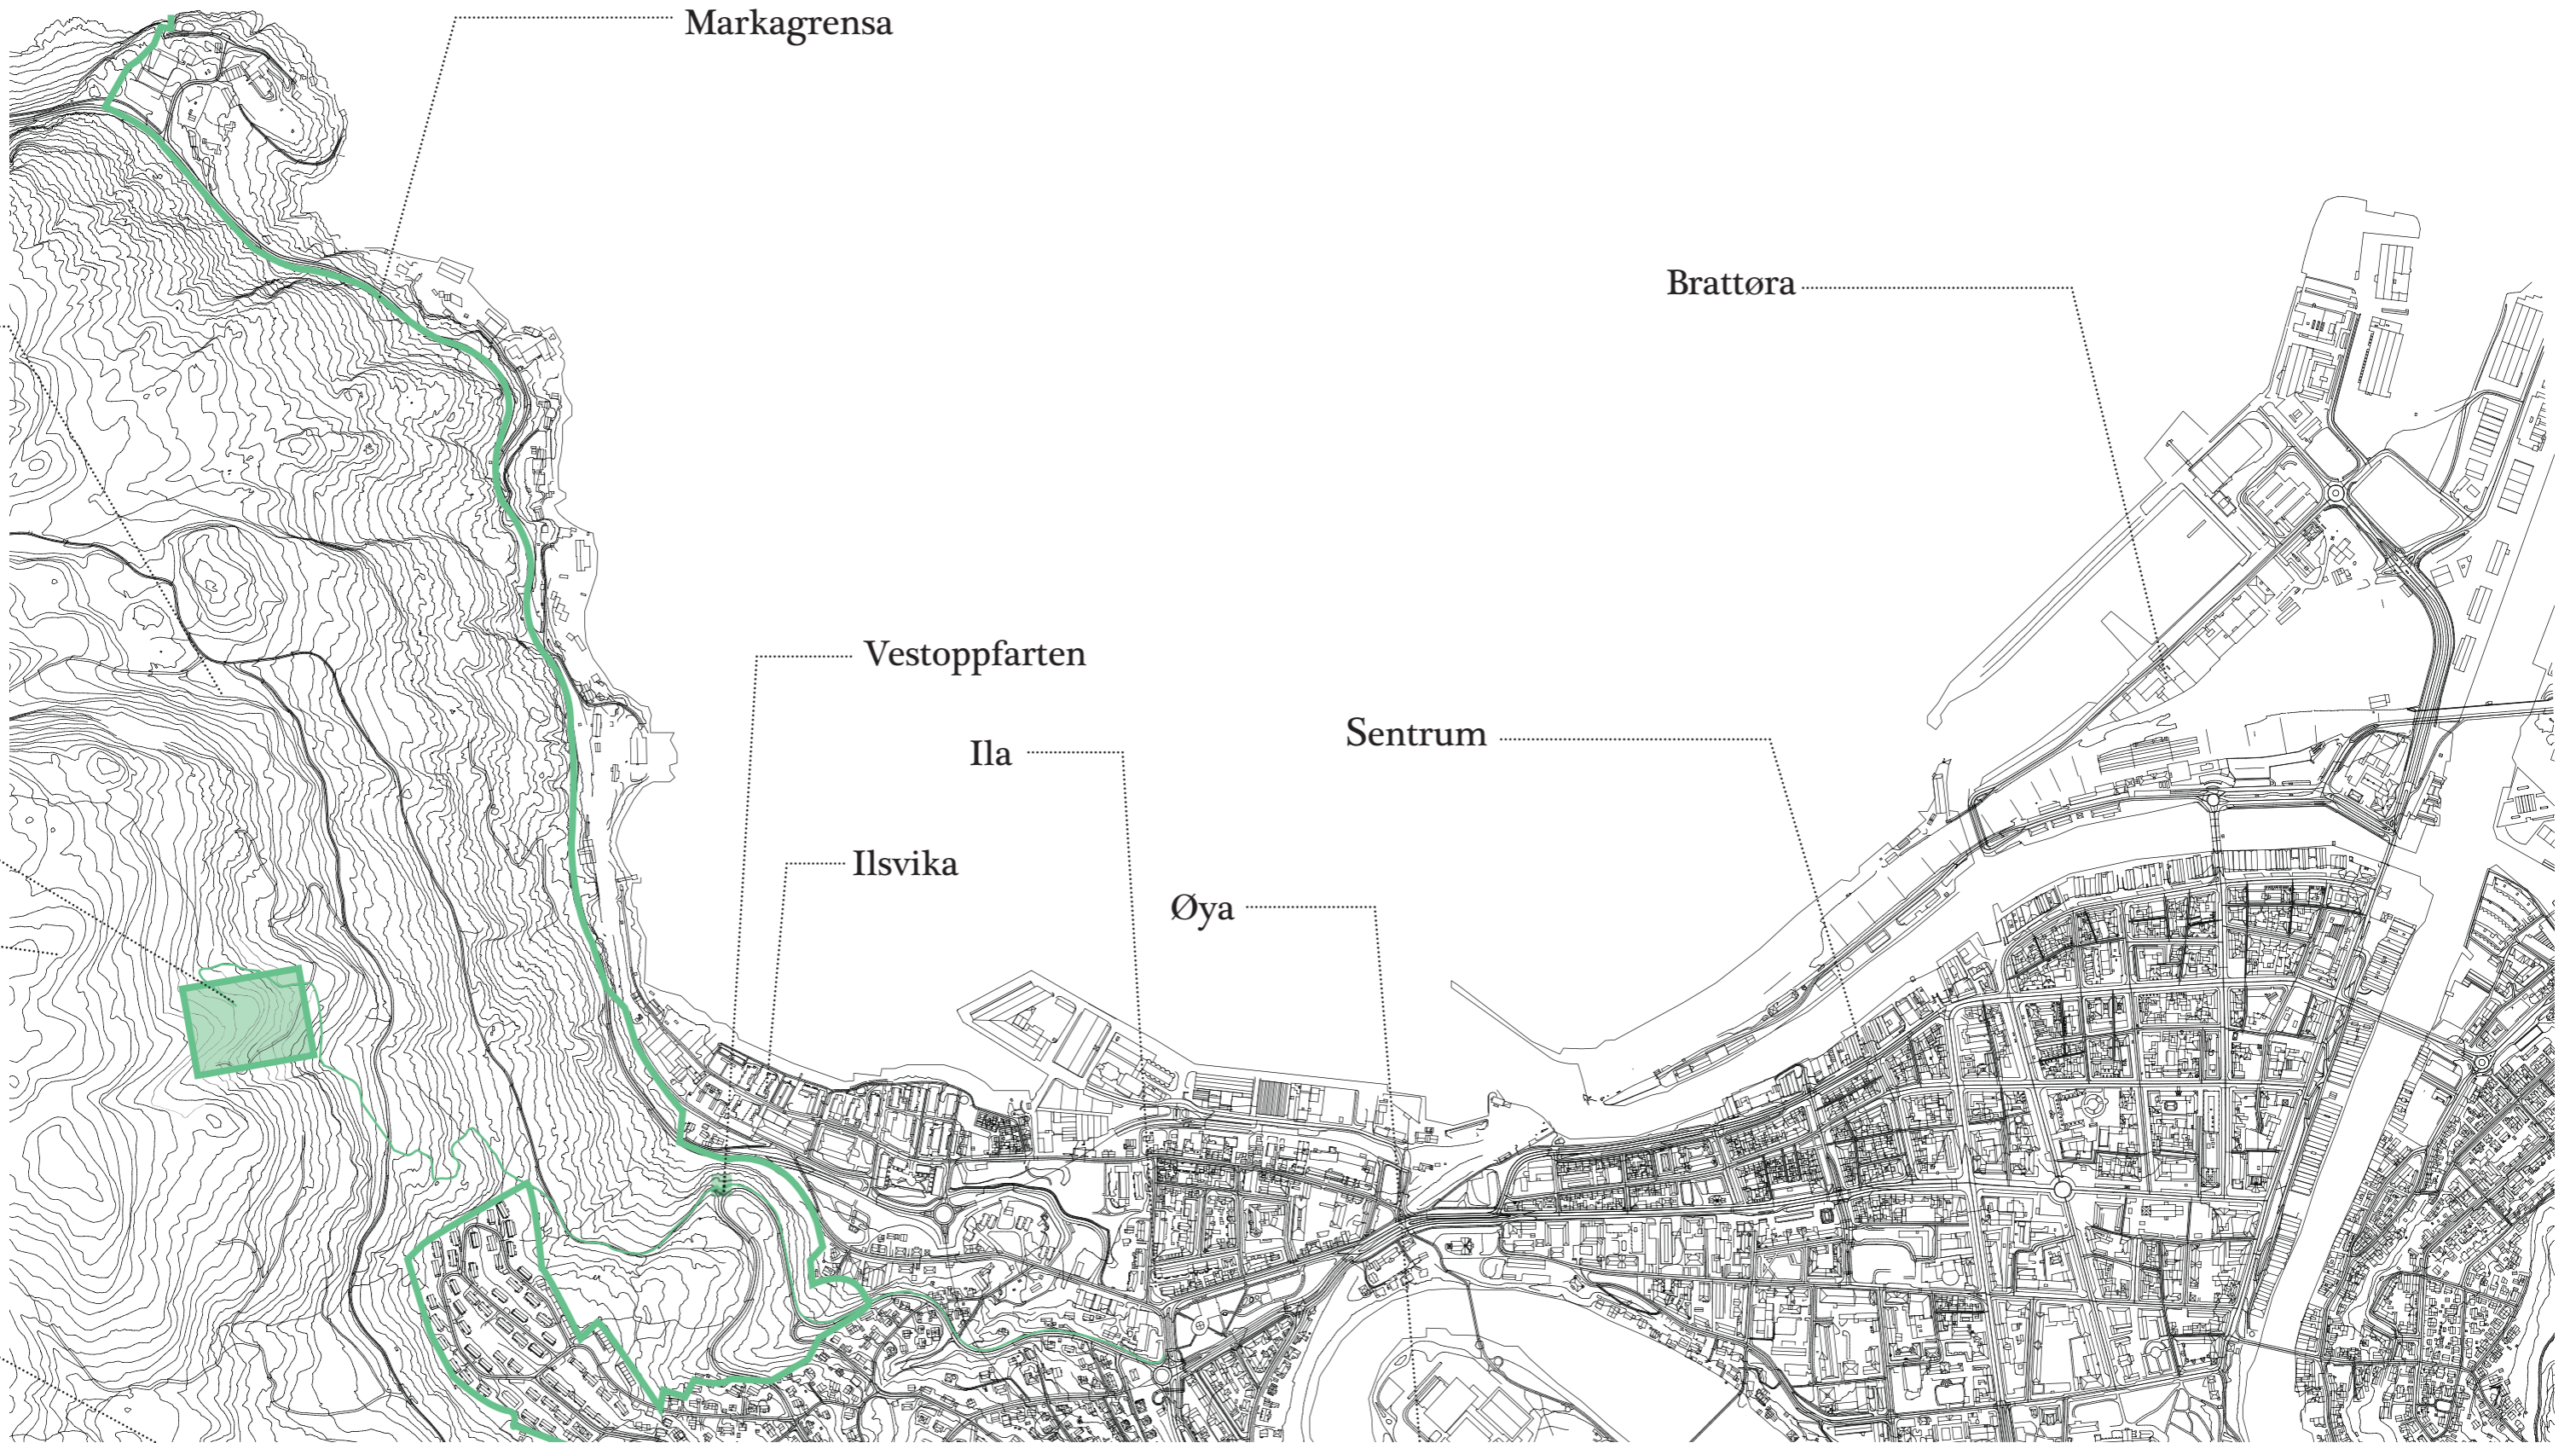 Markagrensa
Brattøra
Vestoppfarten
Sentrum
Ila
Ilsvika
Øya